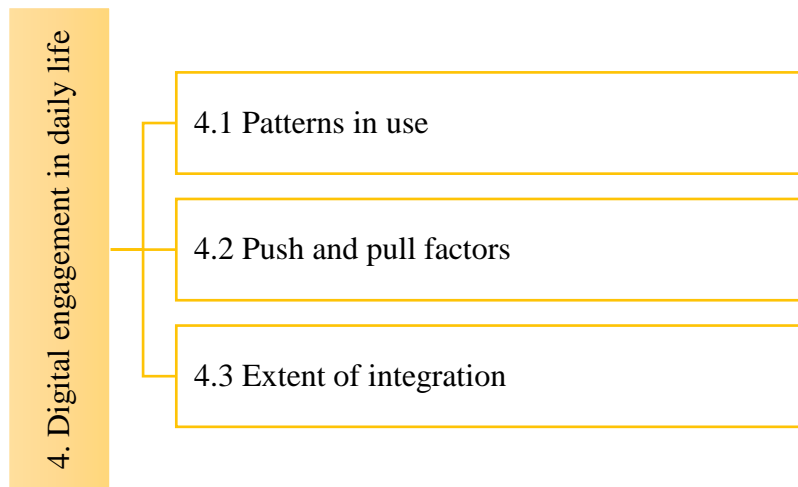 4. Digital engagement in daily life
4.1 Patterns in use
4.2 Push and pull factors
4.3 Extent of integration